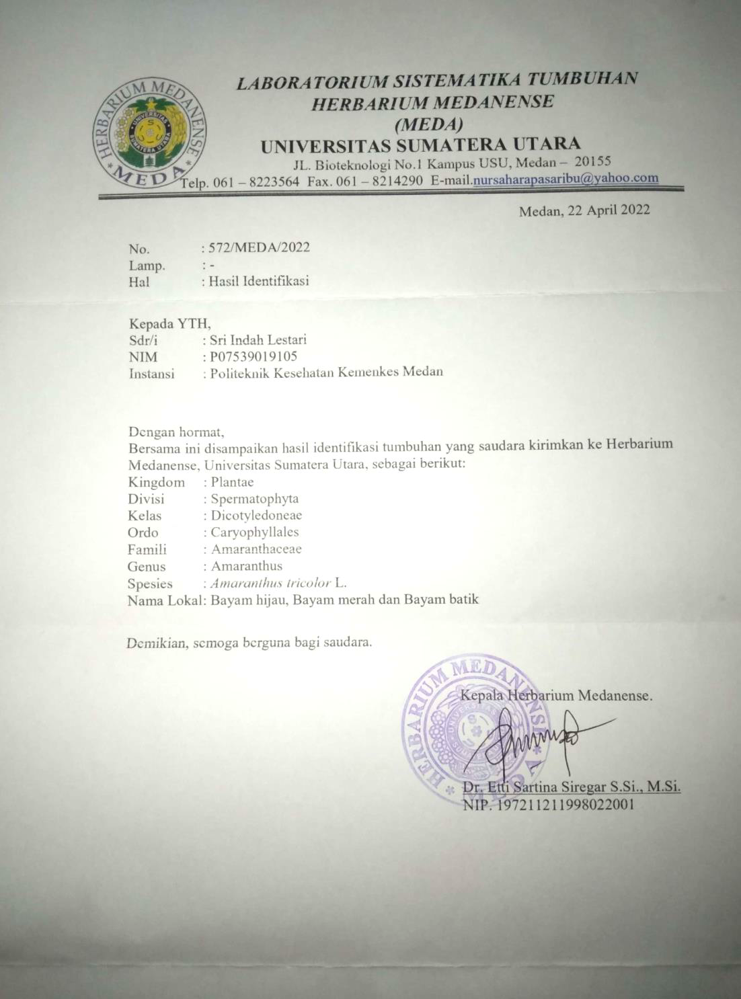 HERBARIUM MEDANENSE
* MEDA *
UNIVERSITAS
SUMATERA UTARA
LABORATORIUM SISTEMATIKA TUMBUHAN
HERBARIUM MEDANENSE
(MEDA)
UNIVERSITAS SUMATERA UTARA
JL. Bioteknologi No.1 Kampus USU, Medan – 20155
Telp. 061 – 8223564 Fax. 061 – 8214290 E-mail.nursaharapasaribu@yahoo.com
Medan, 22 April 2022
No. : 572/MEDA/2022
Lamp. : -
Hal : Hasil Identifikasi
Kepada YTH,
Sdr/i : Sri Indah Lestari
NIM : P07539019105
Instansi : Politeknik Kesehatan Kemenkes Medan
Dengan hormat,
Bersama ini disampaikan hasil identifikasi tumbuhan yang saudara kirimkan ke Herbarium
Medanense, Universitas Sumatera Utara, sebagai berikut:
Kingdom : Plantae
Divisi : Spermatophyta
Kelas : Dicotyledoneae
Ordo : Caryophyllales
Famili : Amaranthaceae
Genus : Amaranthus
Spesies : Amaranthus tricolor L.
Nama Lokal: Bayam hijau, Bayam merah dan Bayam batik
Demikian, semoga berguna bagi saudara.
HERBARIUM MEDANENSE
* MEDA *
Kepala Herbarium Medanense.
Dr. Etti Sartina Siregar S.Si., M.Si.
NIP. 197211211998022001